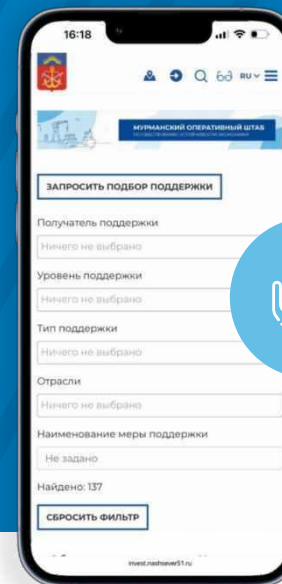 16:18
RU
МУРМАНСКИЙ ОПЕРАТИВНЫЙ ШТАБ
ЗАПРОСИТЬ ПОДБОР ПОДДЕРЖКИ
Получатель поддержки
Ничего не выбрано
Уровень поддержки
Ничего не выбрано
Тип поддержки
Ничего не выбрано
Отрасли
Ничего не выбрано
Наименование меры поддержки
Не задано
Найдено: 137
СБРОСИТЬ ФИЛЬТР
invest.nashsever51.ru